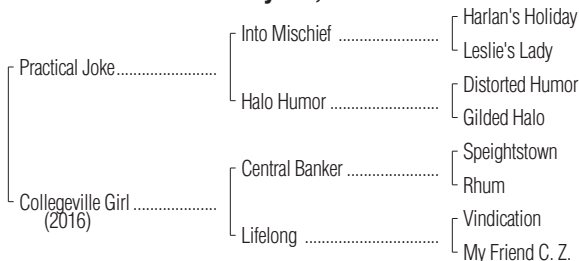 Harlan's Holiday
Into Mischief ........................
Leslie's Lady
Practical Joke........................
Distorted Humor
Halo Humor ..........................
Gilded Halo
Speightstown
Central Banker ......................
Rhum
Collegeville Girl ....................
(2016)
Vindication
Lifelong ................................
My Friend C. Z.